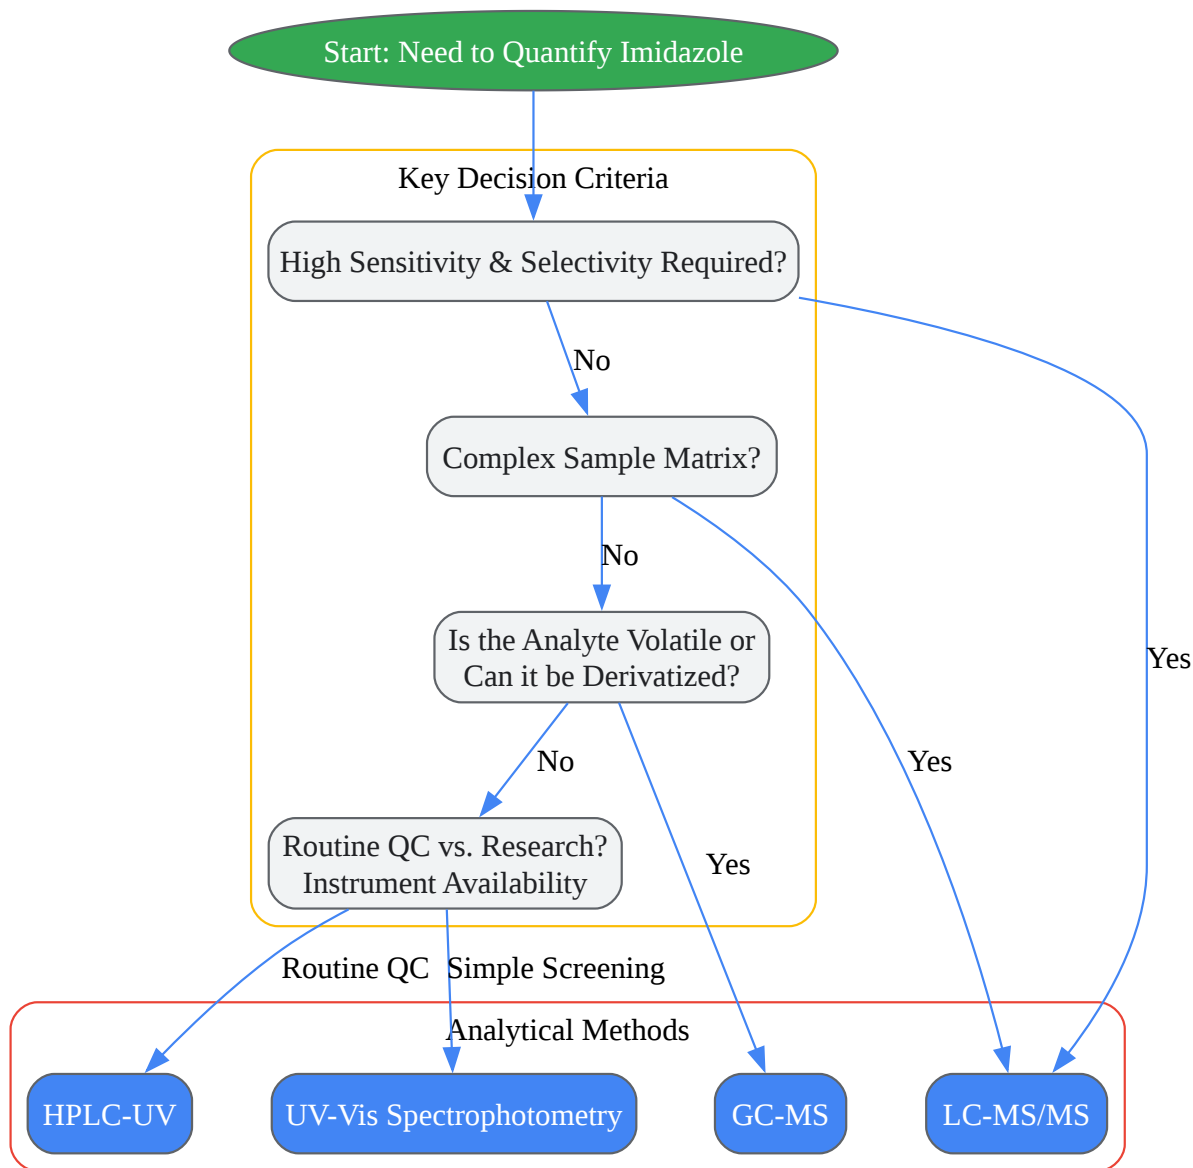 Start: Need to Quantify Imidazole
Key Decision Criteria
High Sensitivity & Selectivity Required?
No
Complex Sample Matrix?
No
Is the Analyte Volatile or
Can it be Derivatized?
Yes
No
Yes
Routine QC vs. Research?
Instrument Availability
Yes
Routine QC
Simple Screening
Analytical Methods
HPLC-UV
UV-Vis Spectrophotometry
GC-MS
LC-MS/MS